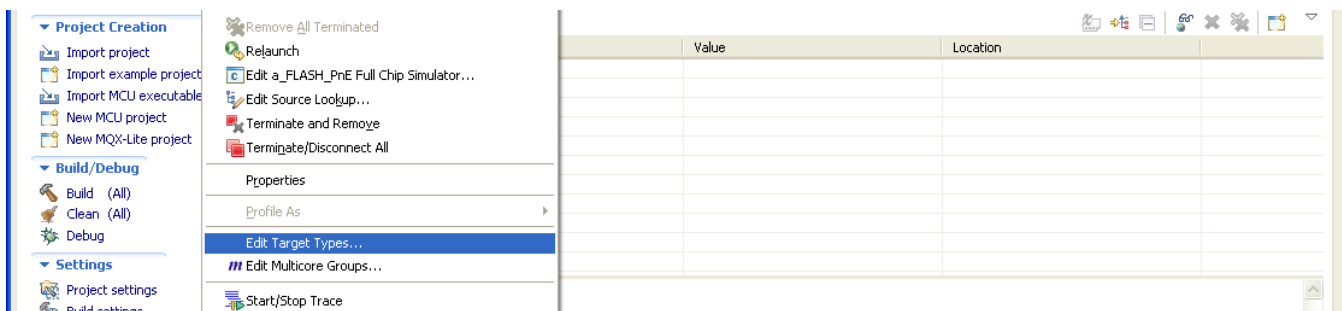 Project Creation
Import project
Import example project
Import MCU executable
New MCU project
New MQX-Lite project
Build/Debug
Build (All)
Clean (All)
Debug
Settings
Project settings
Build settings
Remove All Terminated
Relaunch
Edit a_FLASH_PnE Full Chip Simulator...
Edit Source Lookup...
Terminate and Remove
Terminate/Disconnect All
Properties
Profile As
Edit Target Types...
Edit Multicore Groups...
Start/Stop Trace
Value
Location